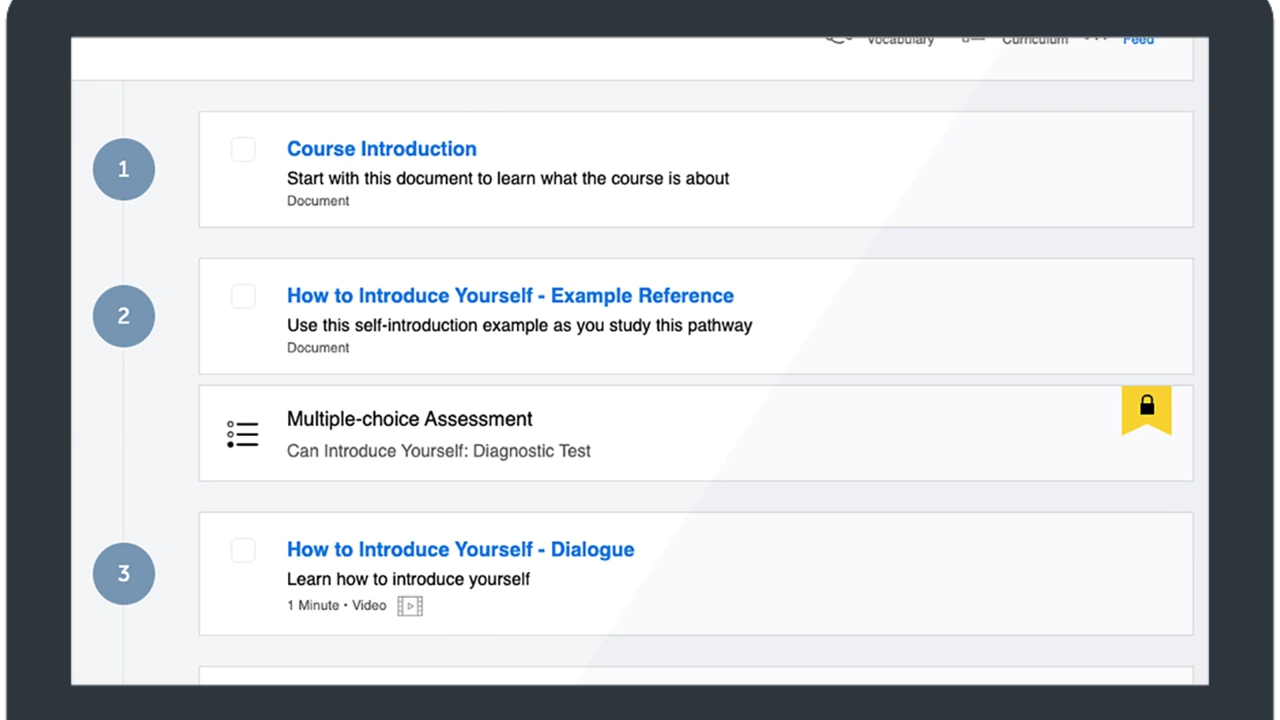 Vocabulary Curriculum Feed
1
Course Introduction
Start with this document to learn what the course is about
Document
2
How to Introduce Yourself - Example Reference
Use this self-introduction example as you study this pathway
Document
Multiple-choice Assessment
Can Introduce Yourself: Diagnostic Test
3
How to Introduce Yourself - Dialogue
Learn how to introduce yourself
1 Minute • Video